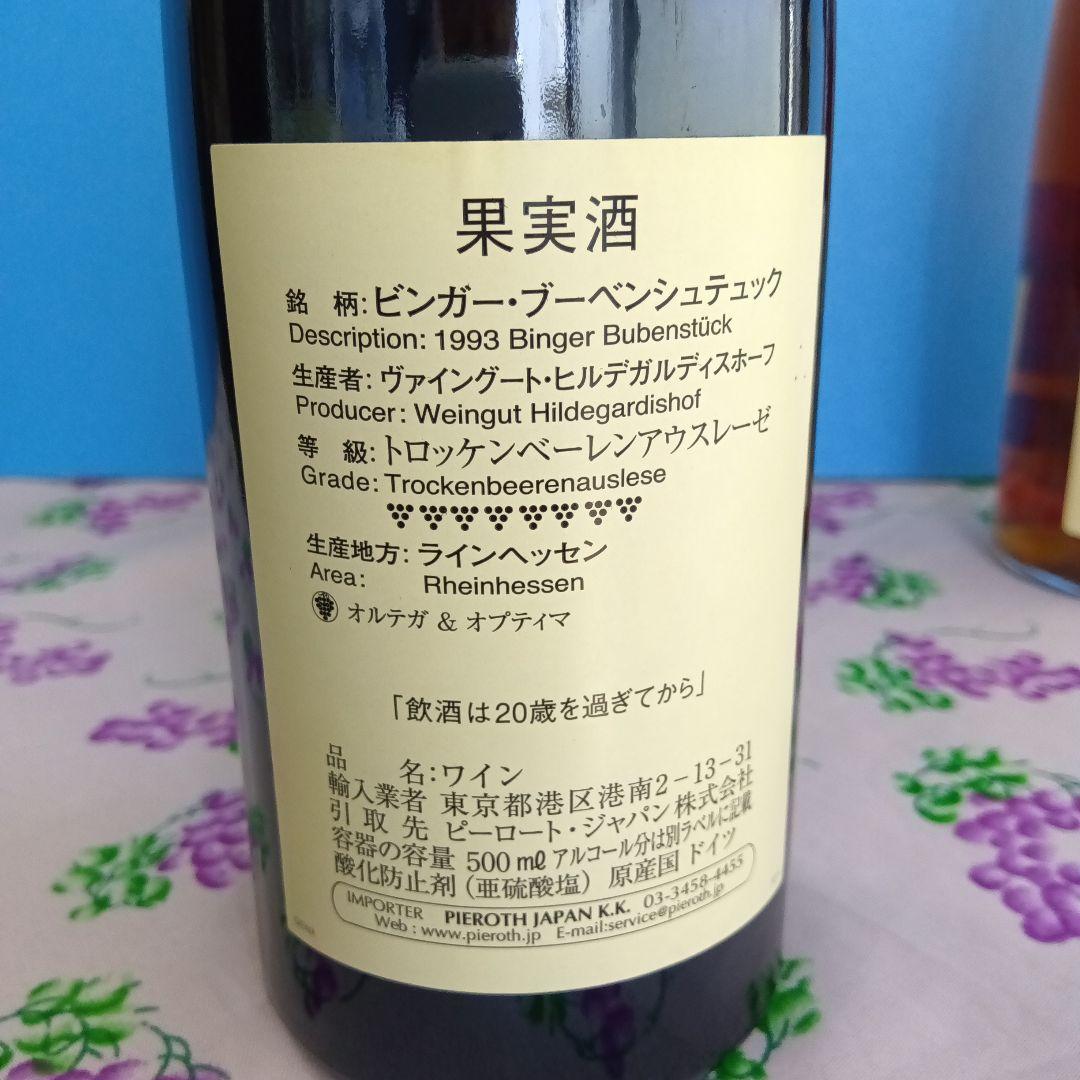 果実酒
銘　柄：ビンガー・ブーベンシュテュック
Description: 1993 Binger Bubenstück
生産者：ヴァイングート・ヒルデガルディスホーフ
Producer: Weingut Hildegardishof
等　級：トロッケンベーレンアウスレーゼ
Grade: Trockenbeerenauslese
生産地方：ラインヘッセン
Area: Rheinhessen
オルテガ & オプティマ
「飲酒は20歳を過ぎてから」
品　　名：ワイン
輸入業者 東京都港区港南2－13－31
引 取 先 ピーロート・ジャパン株式会社
容器の容量 500㎖ アルコール分は別ラベルに記載
酸化防止剤（亜硫酸塩） 原産国 ドイツ
IMPORTER PIEROTH JAPAN K.K. 03-3458-4455
Web : www.pieroth.jp E-mail:service@pieroth.jp